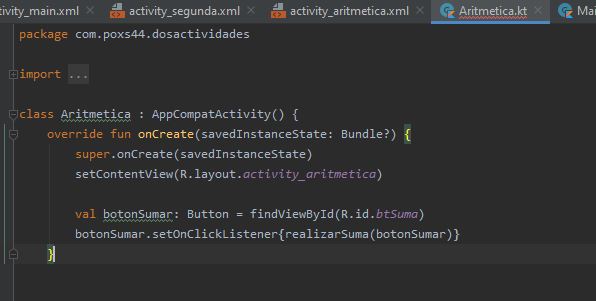 tivity_main.xml activity_segunda.xml activity_aritmetica.xml Aritmetica.kt Mai
package com.poxs44.dosactividades
import ...
class Aritmetica : AppCompatActivity() {
override fun onCreate(savedInstanceState: Bundle?) {
super.onCreate(savedInstanceState)
setContentView(R.layout.activity_aritmetica)
val botonSumar: Button = findViewById(R.id.btSuma)
botonSumar.setOnClickListener{realizarSuma(botonSumar)}
}